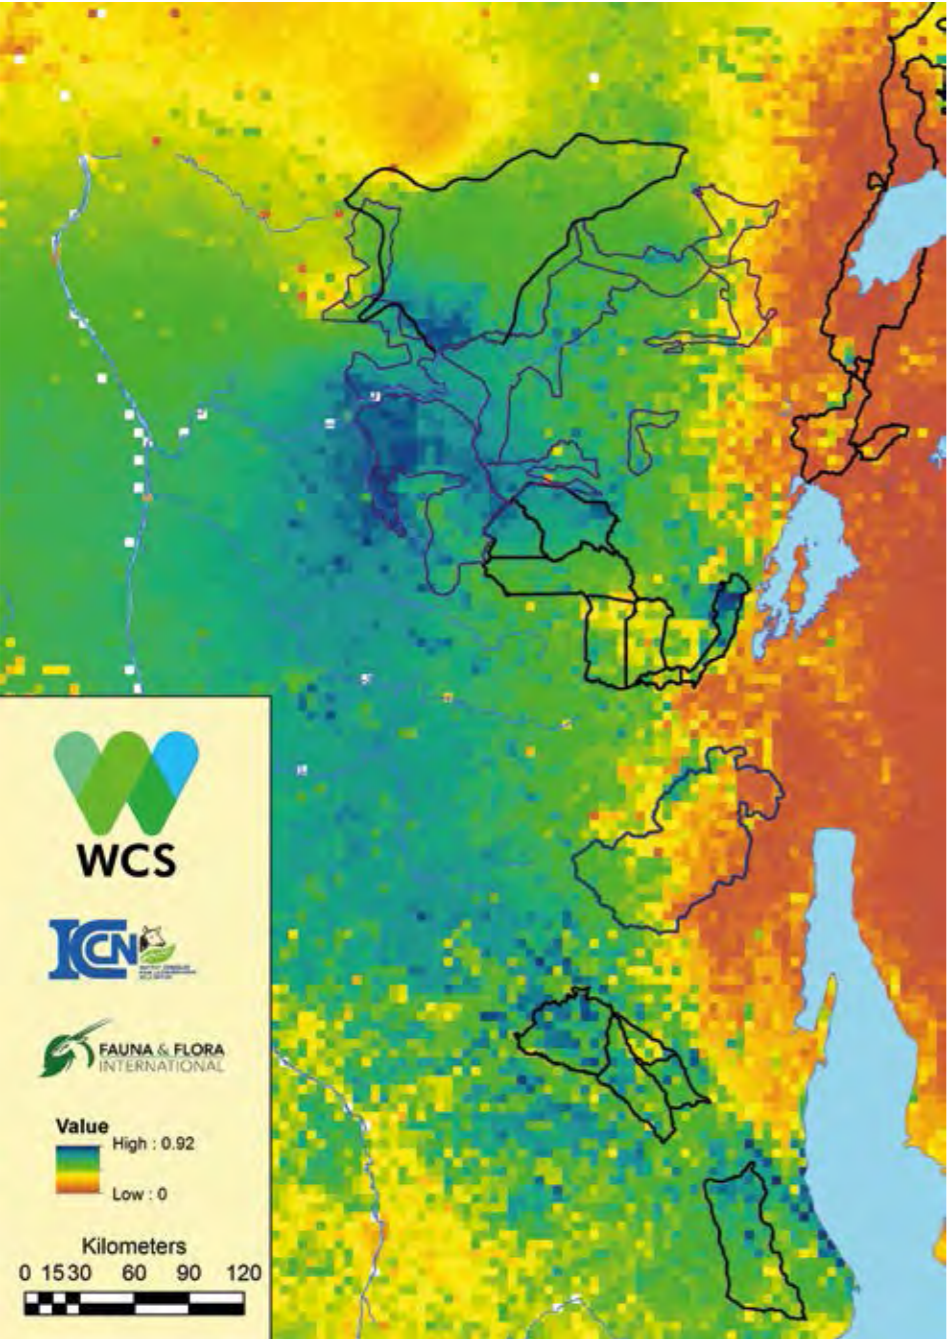 WCS
ICCN
FAUNA & FLORA
INTERNATIONAL
Value
High : 0.92
Low : 0
Kilometers
0 15 30 60 90 120